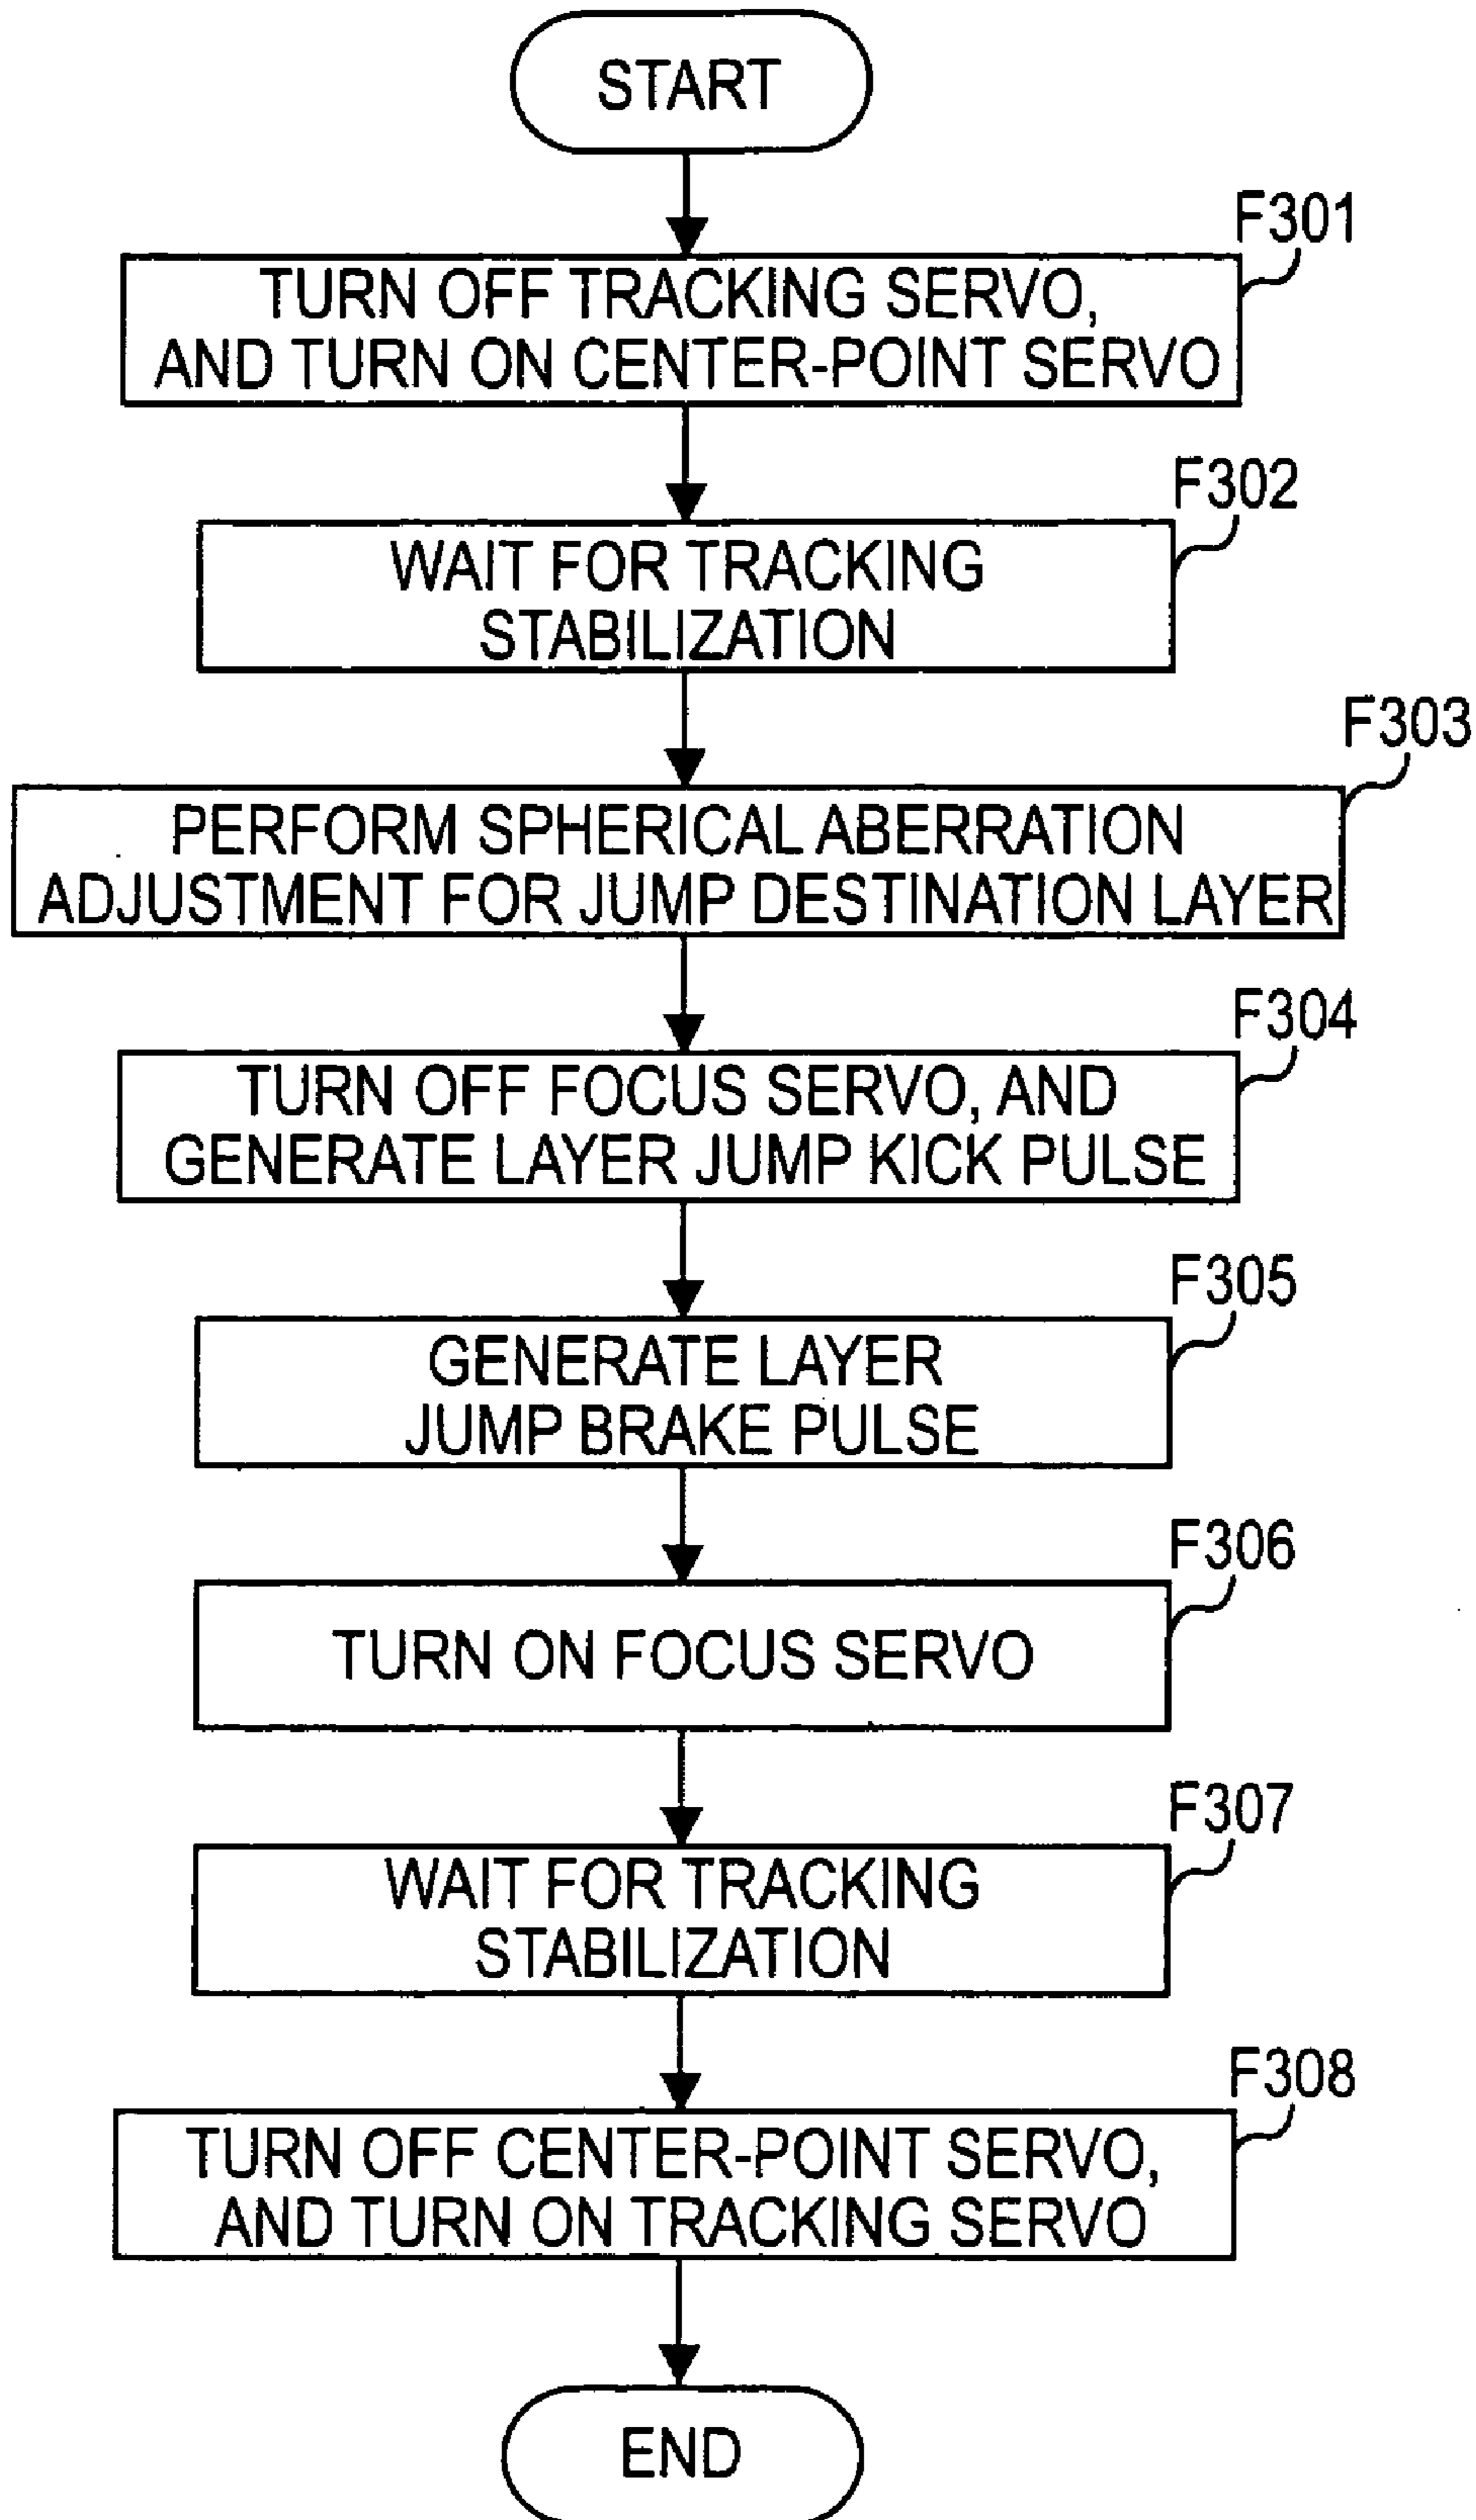 START
F301
TURN OFF TRACKING SERVO,
AND TURN ON CENTER-POINT SERVO
F302
WAIT FOR TRACKING
STABILIZATION
F303
PERFORM SPHERICAL ABERRATION
ADJUSTMENT FOR JUMP DESTINATION LAYER
F304
TURN OFF FOCUS SERVO, AND
GENERATE LAYER JUMP KICK PULSE
F305
GENERATE LAYER
JUMP BRAKE PULSE
F306
TURN ON FOCUS SERVO
F307
WAIT FOR TRACKING
STABILIZATION
F308
TURN OFF CENTER-POINT SERVO,
AND TURN ON TRACKING SERVO
END